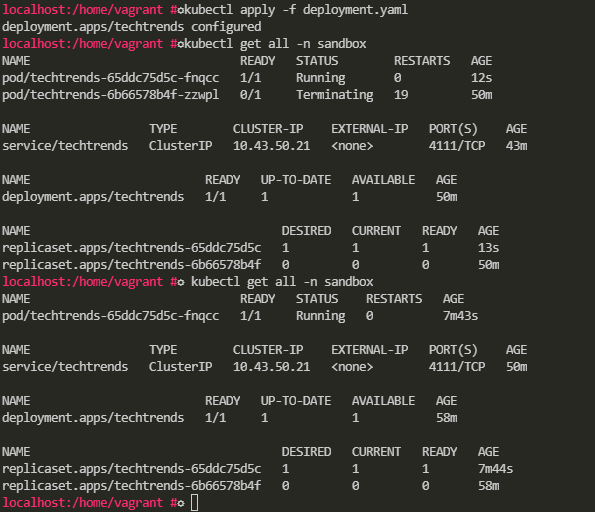 localhost:/home/vagrant #✪kubectl apply -f deployment.yaml
deployment.apps/techtrends configured
localhost:/home/vagrant #✪kubectl get all -n sandbox
NAME                              READY   STATUS        RESTARTS   AGE
pod/techtrends-65ddc75d5c-fnqcc   1/1     Running       0          12s
pod/techtrends-6b66578b4f-zzwpl   0/1     Terminating   19         50m

NAME                 TYPE        CLUSTER-IP    EXTERNAL-IP   PORT(S)    AGE
service/techtrends   ClusterIP   10.43.50.21   <none>        4111/TCP   43m

NAME                         READY   UP-TO-DATE   AVAILABLE   AGE
deployment.apps/techtrends   1/1     1            1           50m

NAME                                    DESIRED   CURRENT   READY   AGE
replicaset.apps/techtrends-65ddc75d5c   1         1         1       13s
replicaset.apps/techtrends-6b66578b4f   0         0         0       50m
localhost:/home/vagrant #✪ kubectl get all -n sandbox
NAME                              READY   STATUS    RESTARTS   AGE
pod/techtrends-65ddc75d5c-fnqcc   1/1     Running   0          7m43s

NAME                 TYPE        CLUSTER-IP    EXTERNAL-IP   PORT(S)    AGE
service/techtrends   ClusterIP   10.43.50.21   <none>        4111/TCP   50m

NAME                         READY   UP-TO-DATE   AVAILABLE   AGE
deployment.apps/techtrends   1/1     1            1           58m

NAME                                    DESIRED   CURRENT   READY   AGE
replicaset.apps/techtrends-65ddc75d5c   1         1         1       7m44s
replicaset.apps/techtrends-6b66578b4f   0         0         0       58m
localhost:/home/vagrant #✪